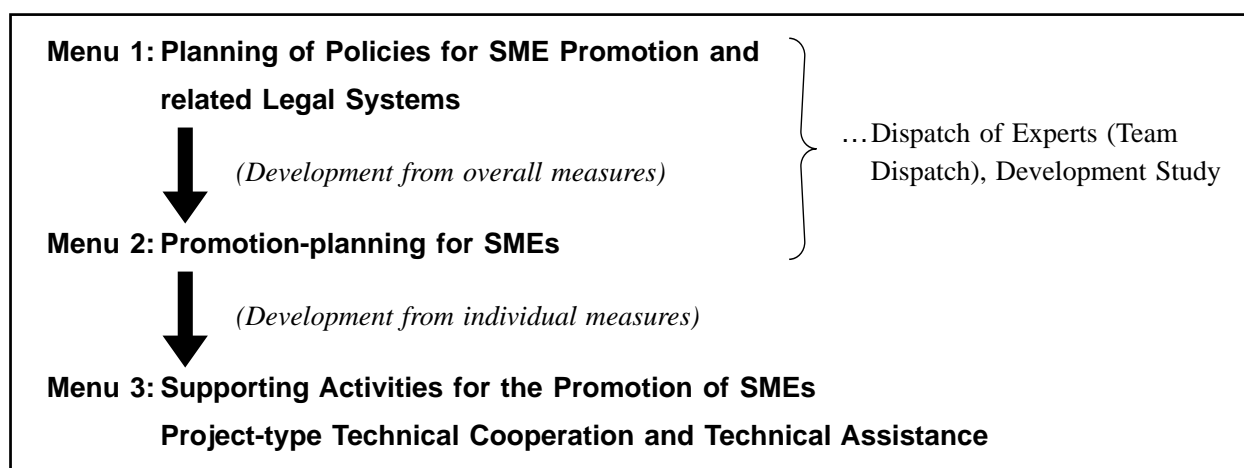 Menu 1: Planning of Policies for SME Promotion and
related Legal Systems
…Dispatch of Experts (Team
Dispatch), Development Study
(Development from overall measures)
Menu 2: Promotion-planning for SMEs
(Development from individual measures)
Menu 3: Supporting Activities for the Promotion of SMEs
Project-type Technical Cooperation and Technical Assistance